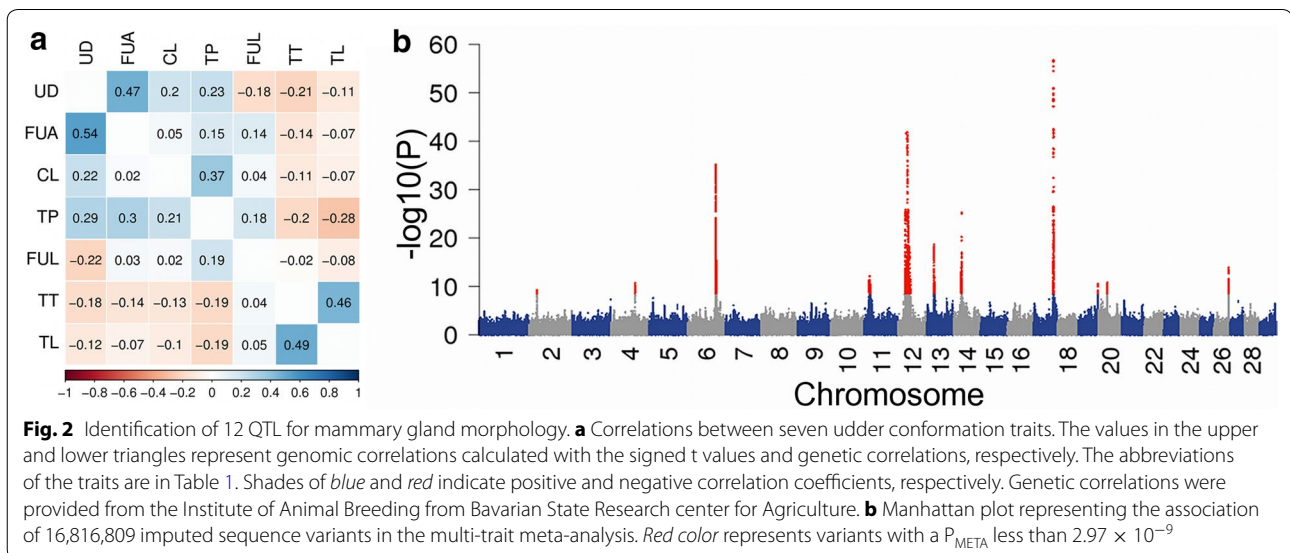 a
UD FUA CL TP FUL TT TL
UD 0.47 0.2 0.23 −0.18 −0.21 −0.11
FUA 0.54 0.05 0.15 0.14 −0.14 −0.07
CL 0.22 0.02 0.37 0.04 −0.11 −0.07
TP 0.29 0.3 0.21 0.18 −0.2 −0.28
FUL −0.22 0.03 0.02 0.19 −0.02 −0.08
TT −0.18 −0.14 −0.13 −0.19 0.04 0.46
TL −0.12 −0.07 −0.1 −0.19 0.05 0.49
−1 −0.8 −0.6 −0.4 −0.2 0 0.2 0.4 0.6 0.8 1
b
-log10(P)
60
50
40
30
20
10
0
1 2 3 4 5 6 7 8 9 10 11 12 13 14 15 16 18 20 22 24 26 28
Chromosome
Fig. 2 Identification of 12 QTL for mammary gland morphology. a Correlations between seven udder conformation traits. The values in the upper
and lower triangles represent genomic correlations calculated with the signed t values and genetic correlations, respectively. The abbreviations
of the traits are in Table 1. Shades of blue and red indicate positive and negative correlation coefficients, respectively. Genetic correlations were
provided from the Institute of Animal Breeding from Bavarian State Research center for Agriculture. b Manhattan plot representing the association
of 16,816,809 imputed sequence variants in the multi-trait meta-analysis. Red color represents variants with a P_META less than 2.97 × 10⁻⁹